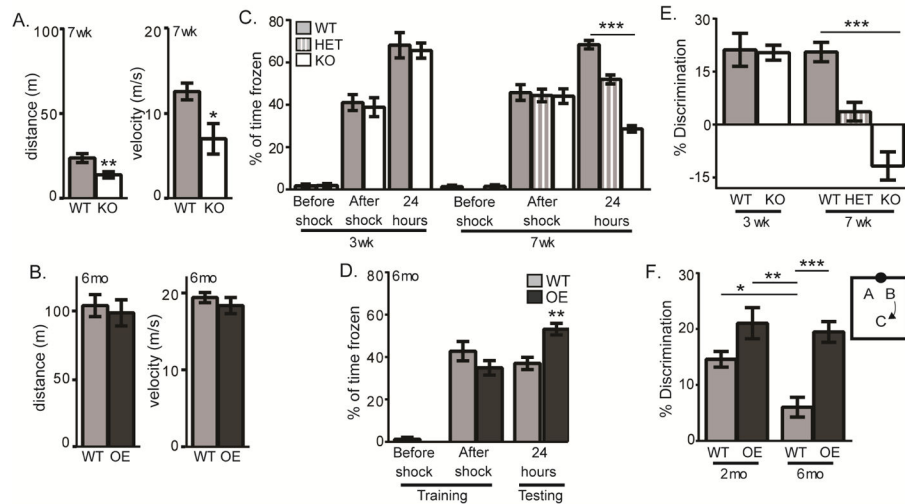 A.
7wk
distance (m)
100
50
0
WT KO
**
7wk
velocity (m/s)
20
10
0
WT KO
*
B.
6mo
distance (m)
100
50
0
WT OE
6mo
velocity (m/s)
20
10
0
WT OE
C.
% of time frozen
80
60
40
20
0
WT
HET
KO
***
Before
shock
After
shock
24
hours
3wk
Before
shock
After
shock
24
hours
7wk
D.
6mo
% of time frozen
80
60
40
20
0
WT
OE
**
Before
shock
After
shock
24
hours
Training
Testing
E.
% Discrimination
30
15
0
-15
***
WT KO
3 wk
WT HET KO
7 wk
F.
% Discrimination
30
20
10
0
*
**
***
WT OE
2mo
WT OE
6mo
A B
C